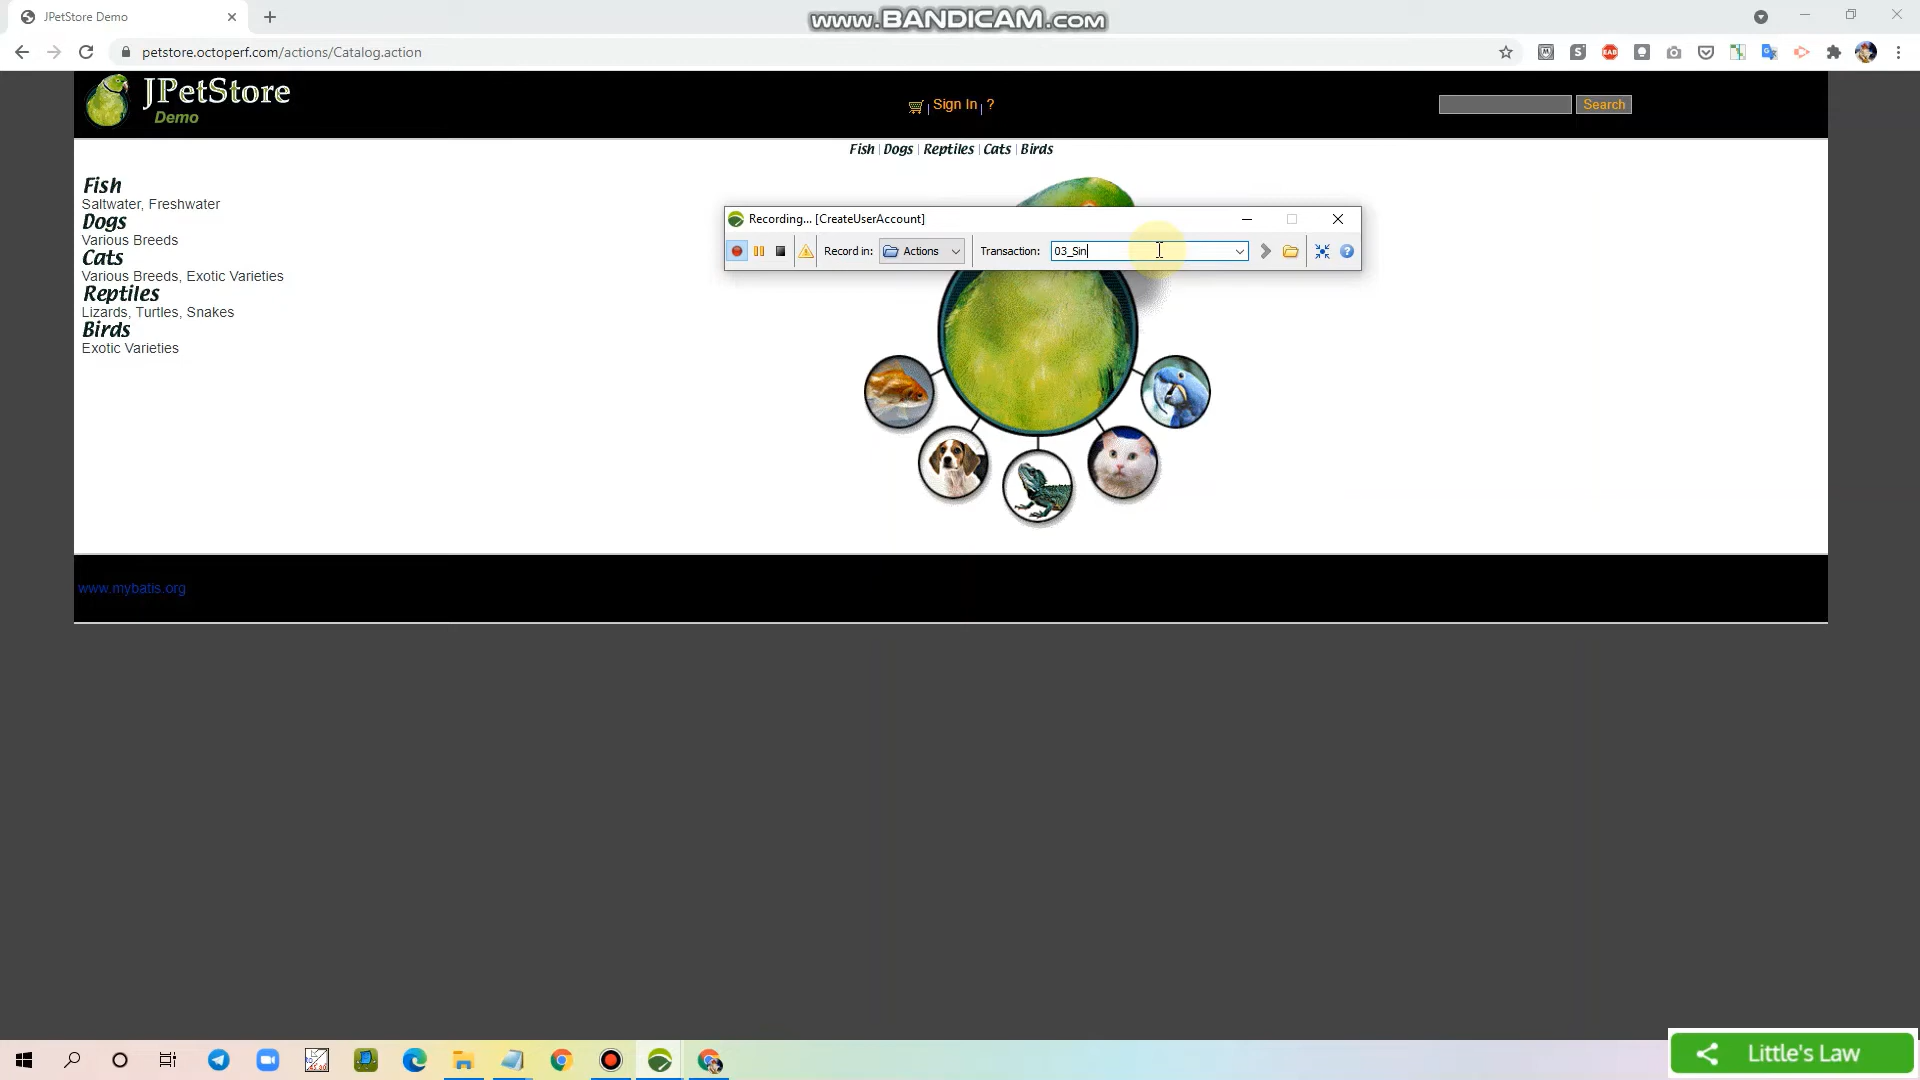 JPetStore Demo
www.BANDICAM.com
petstore.octoperf.com/actions/Catalog.action
JPetStore
Demo
Sign In
?
Search
Fish | Dogs | Reptiles | Cats | Birds
Fish
Saltwater, Freshwater
Dogs
Various Breeds
Cats
Various Breeds, Exotic Varieties
Reptiles
Lizards, Turtles, Snakes
Birds
Exotic Varieties
Recording... [CreateUserAccount]
Record in: Actions Transaction: 03_Sin
www.mybatis.org
Little's Law